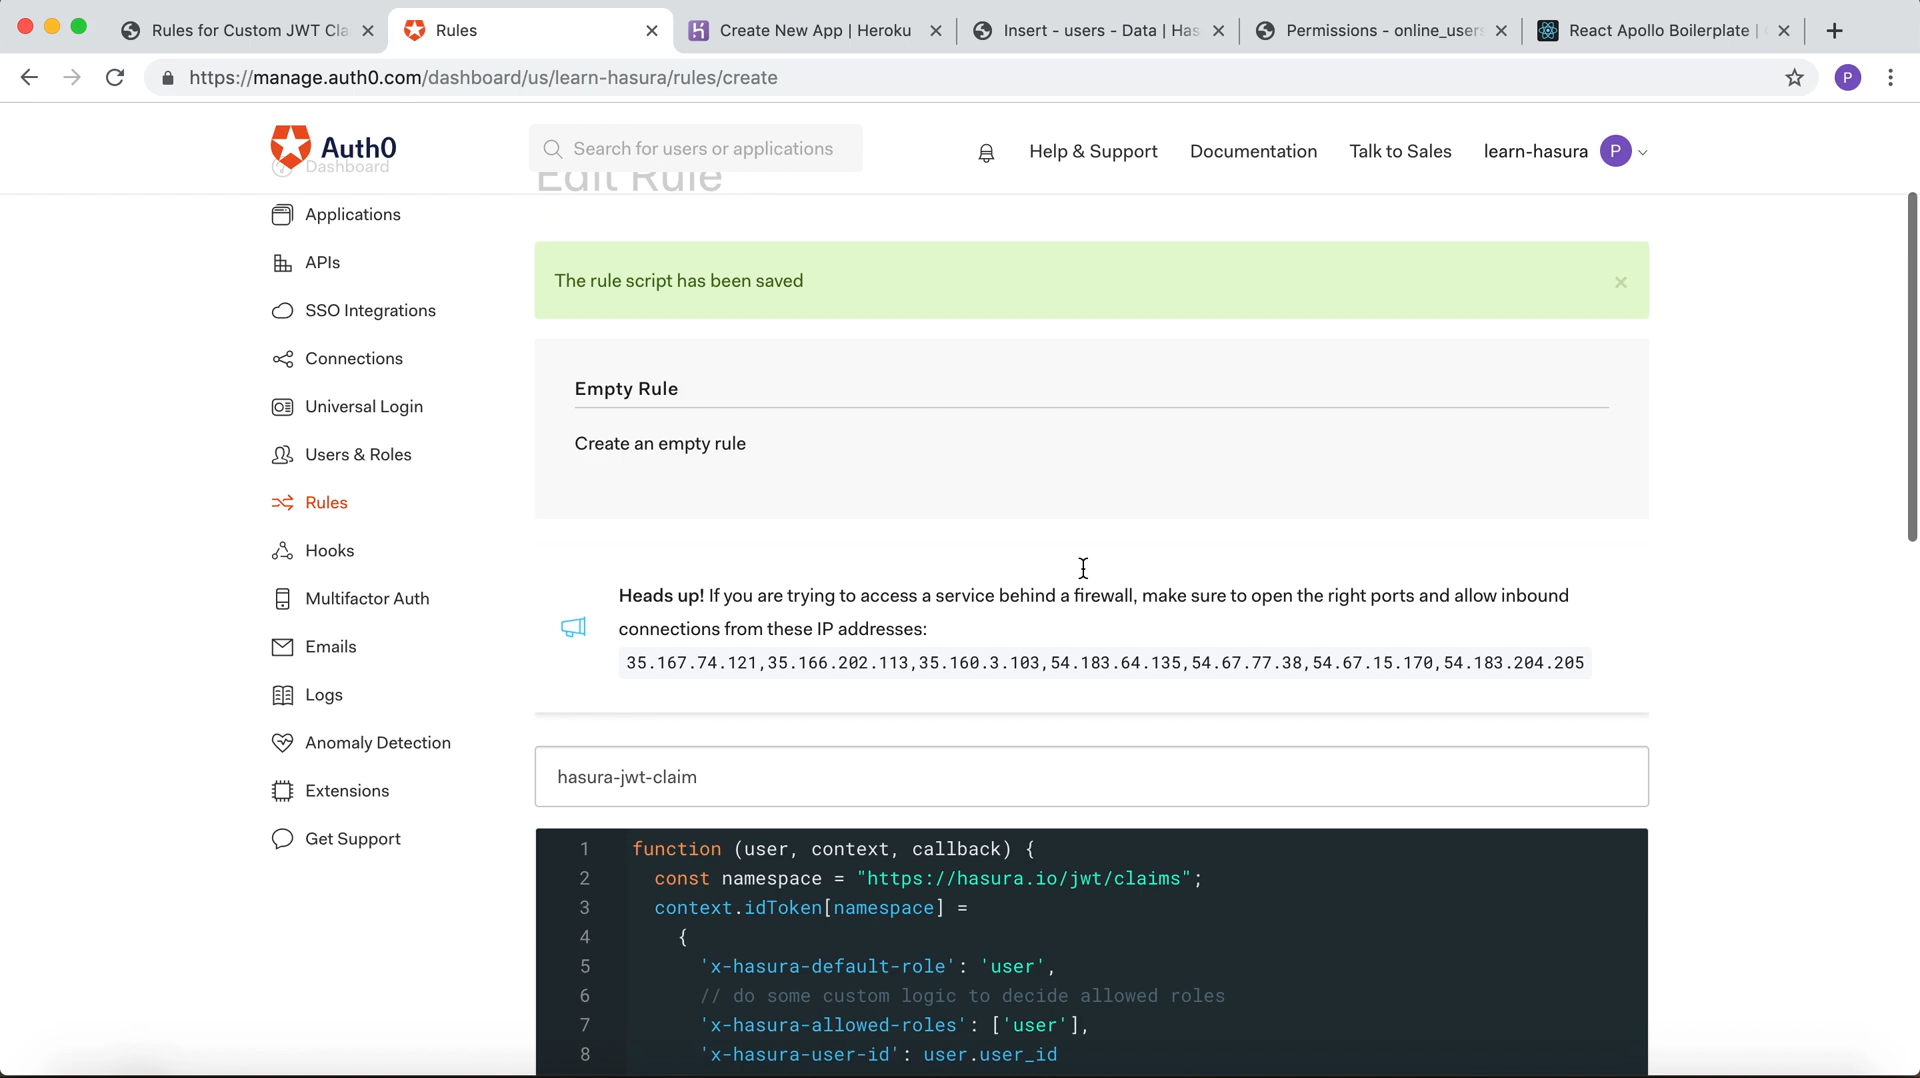 Rules for Custom JWT Cla
Rules
Create New App | Heroku
Insert - users - Data | Has
Permissions - online_users
React Apollo Boilerplate |
https://manage.auth0.com/dashboard/us/learn-hasura/rules/create
P
Auth0
Search for users or applications
Help & Support
Documentation
Talk to Sales
learn-hasura
P
Dashboard
Applications
APIs
SSO Integrations
Connections
Universal Login
Users & Roles
Rules
Hooks
Multifactor Auth
Emails
Logs
Anomaly Detection
Extensions
Get Support
Edit Rule
The rule script has been saved
Empty Rule
Create an empty rule
Heads up! If you are trying to access a service behind a firewall, make sure to open the right ports and allow inbound
connections from these IP addresses:
35.167.74.121,35.166.202.113,35.160.3.103,54.183.64.135,54.67.77.38,54.67.15.170,54.183.204.205
hasura-jwt-claim
1 function (user, context, callback) {
2 const namespace = "https://hasura.io/jwt/claims";
3 context.idToken[namespace] =
4 {
5 'x-hasura-default-role': 'user',
6 // do some custom logic to decide allowed roles
7 'x-hasura-allowed-roles': ['user'],
8 'x-hasura-user-id': user.user_id